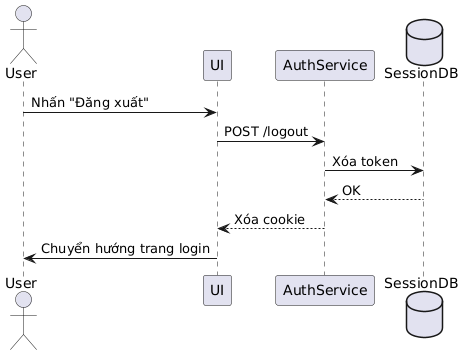 User
UI
AuthService
SessionDB
Nhấn "Đăng xuất"
POST /logout
Xóa token
OK
Xóa cookie
Chuyển hướng trang login
User
UI
AuthService
SessionDB